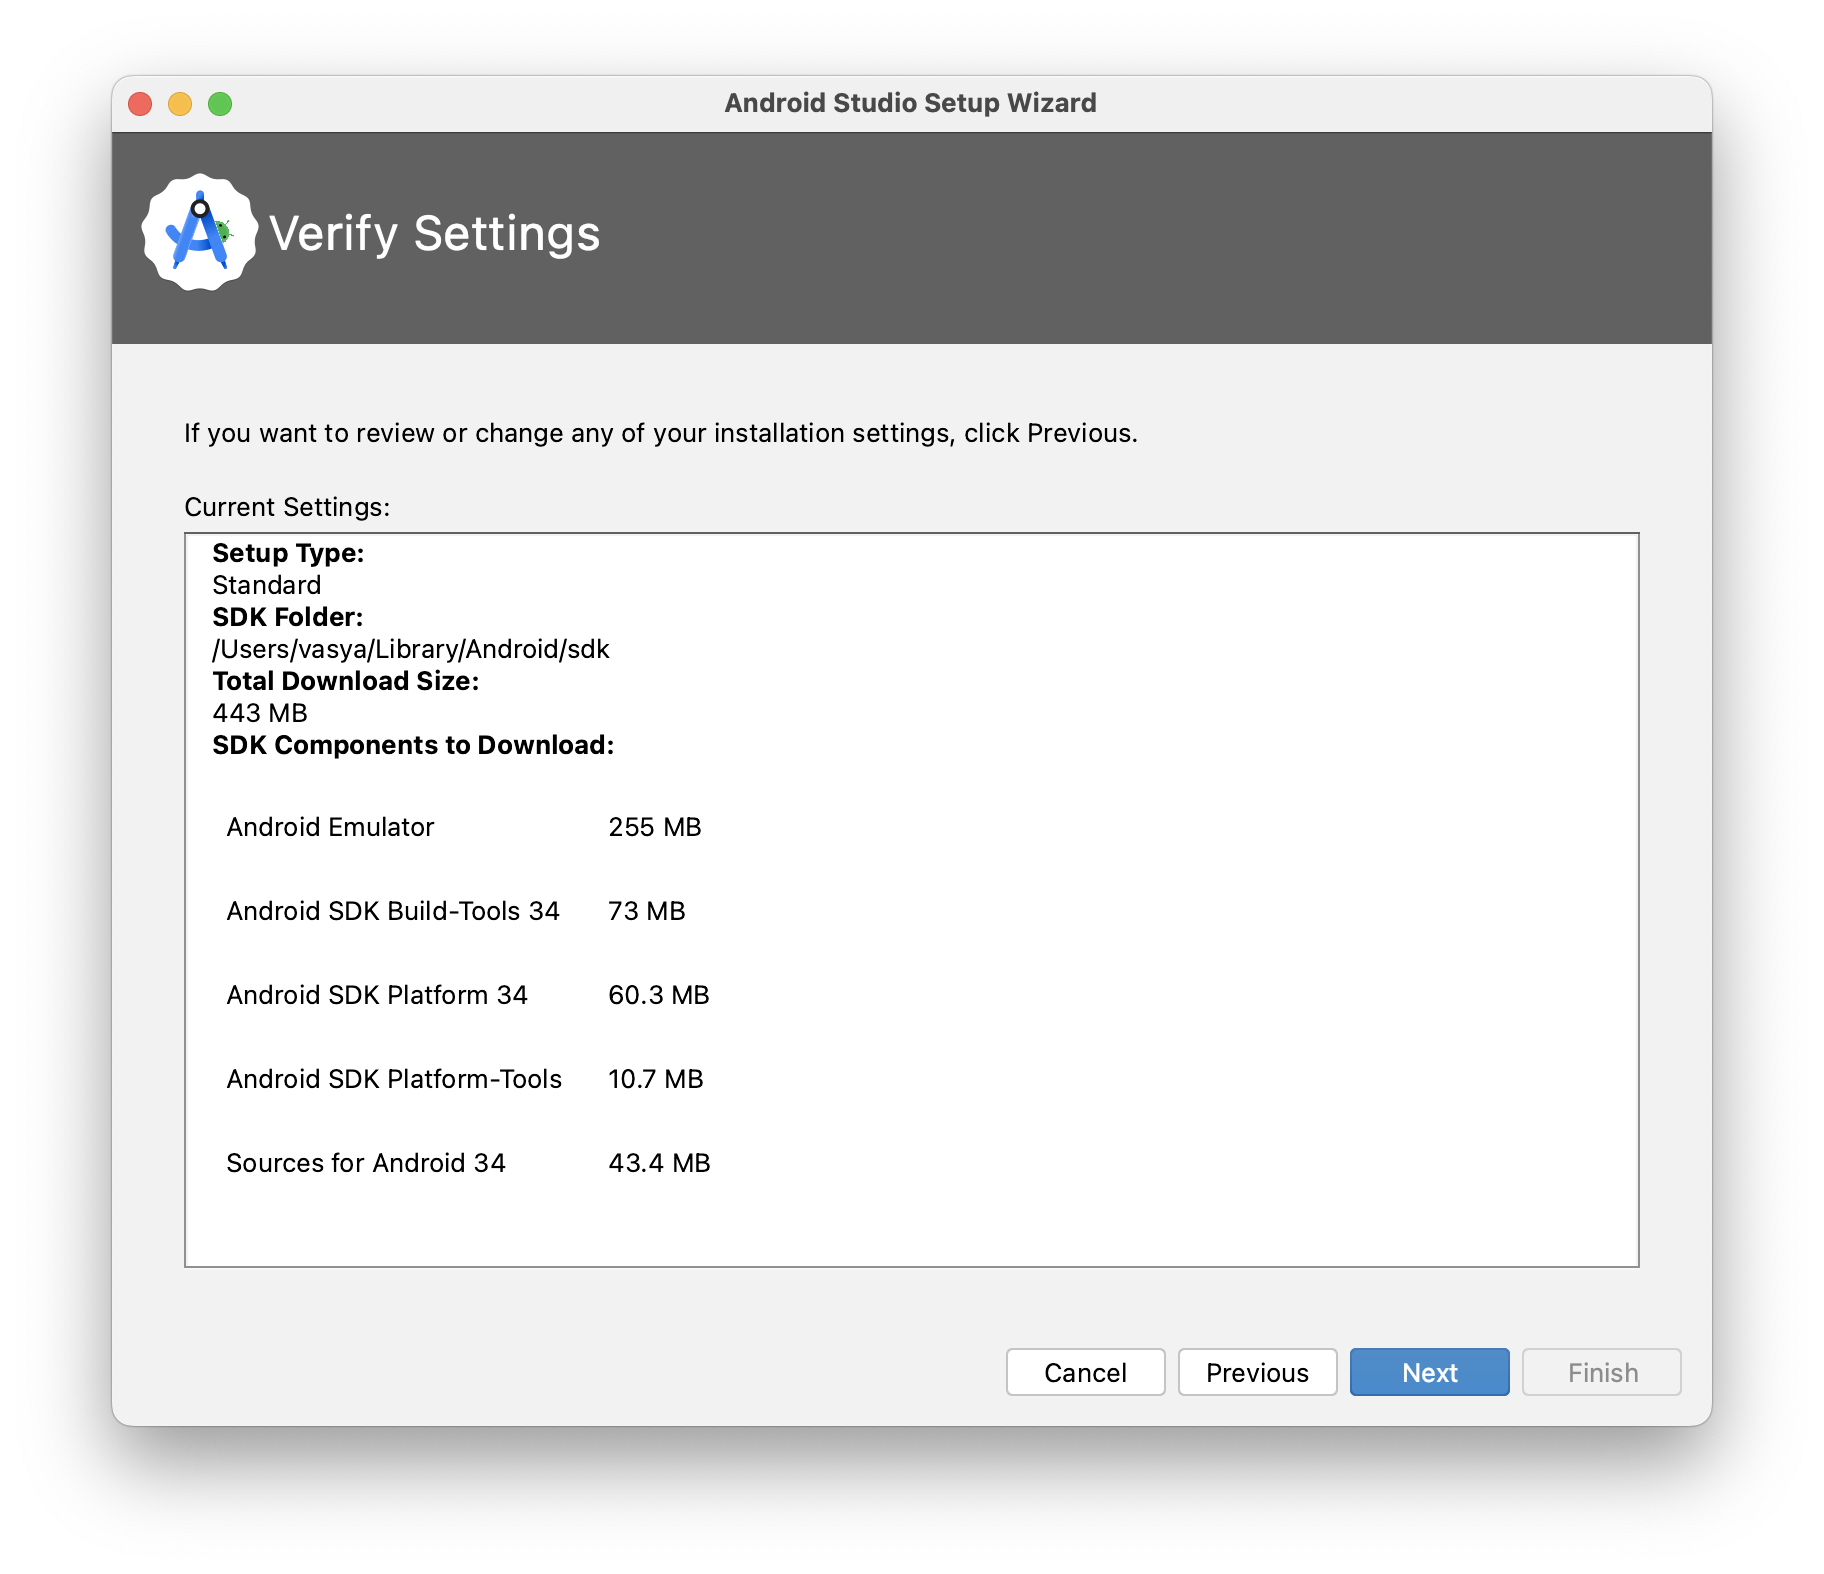 Android Studio Setup Wizard
Verify Settings
If you want to review or change any of your installation settings, click Previous.
Current Settings:
Setup Type:
Standard
SDK Folder:
/Users/vasya/Library/Android/sdk
Total Download Size:
443 MB
SDK Components to Download:
Android Emulator 255 MB
Android SDK Build-Tools 34 73 MB
Android SDK Platform 34 60.3 MB
Android SDK Platform-Tools 10.7 MB
Sources for Android 34 43.4 MB
Cancel Previous Next Finish